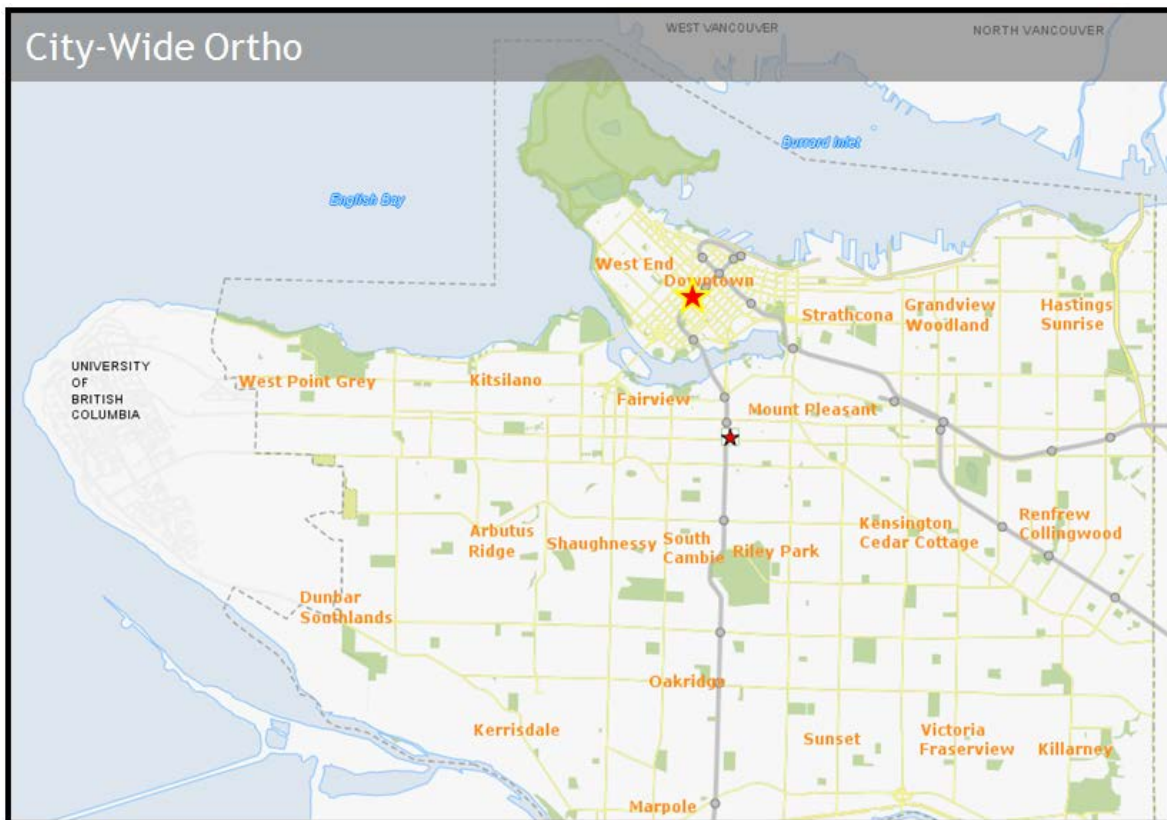 City-Wide Ortho
WEST VANCOUVER
NORTH VANCOUVER
Burrard Inlet
English Bay
West End
Downtown
Strathcona
Grandview
Woodland
Hastings
Sunrise
UNIVERSITY
OF
BRITISH
COLUMBIA
West Point Grey
Kitsilano
Fairview
Mount Pleasant
Arbutus
Ridge
Shaughnessy
South
Cambie
Riley Park
Kensington
Cedar Cottage
Renfrew
Collingwood
Dunbar
Southlands
Oakridge
Kerrisdale
Sunset
Victoria
Fraserview
Killarney
Marpole